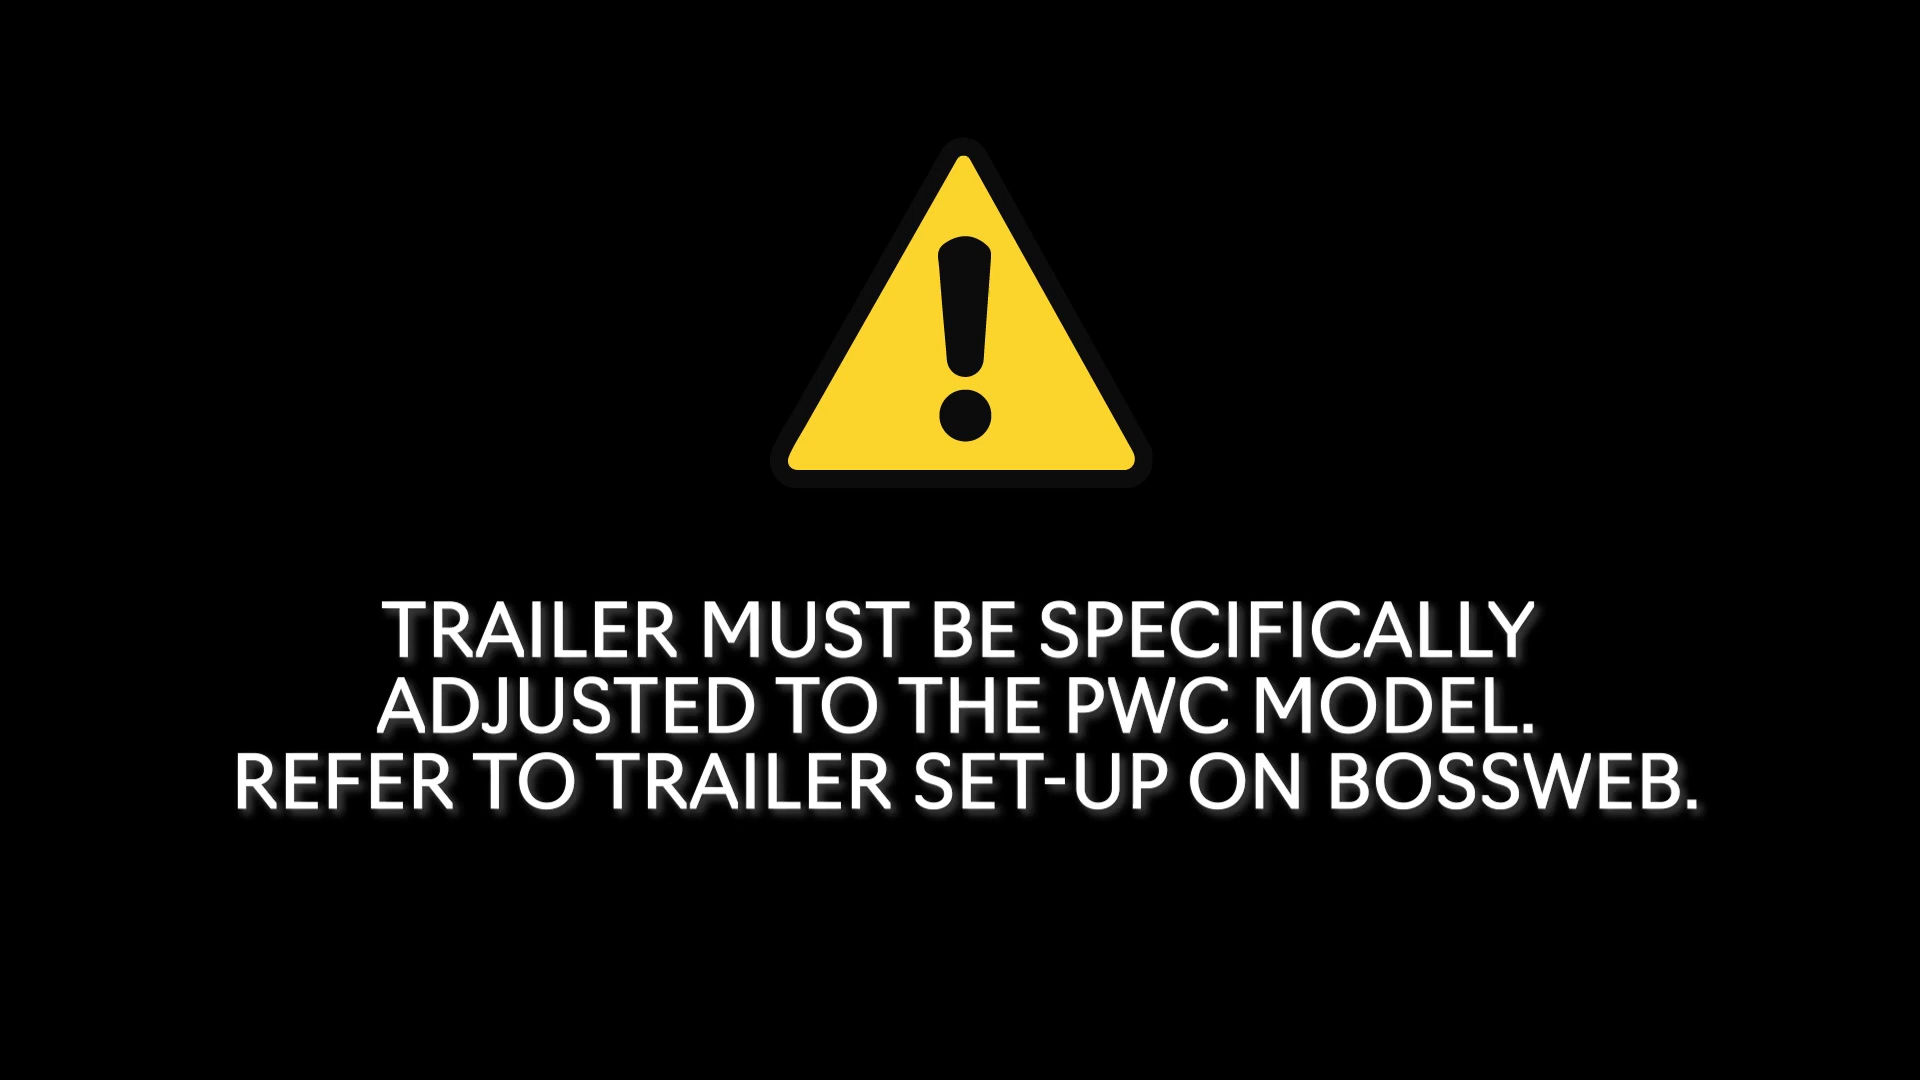 TRAILER MUST BE SPECIFICALLY
ADJUSTED TO THE PWC MODEL.
REFER TO TRAILER SET-UP ON BOSSWEB.